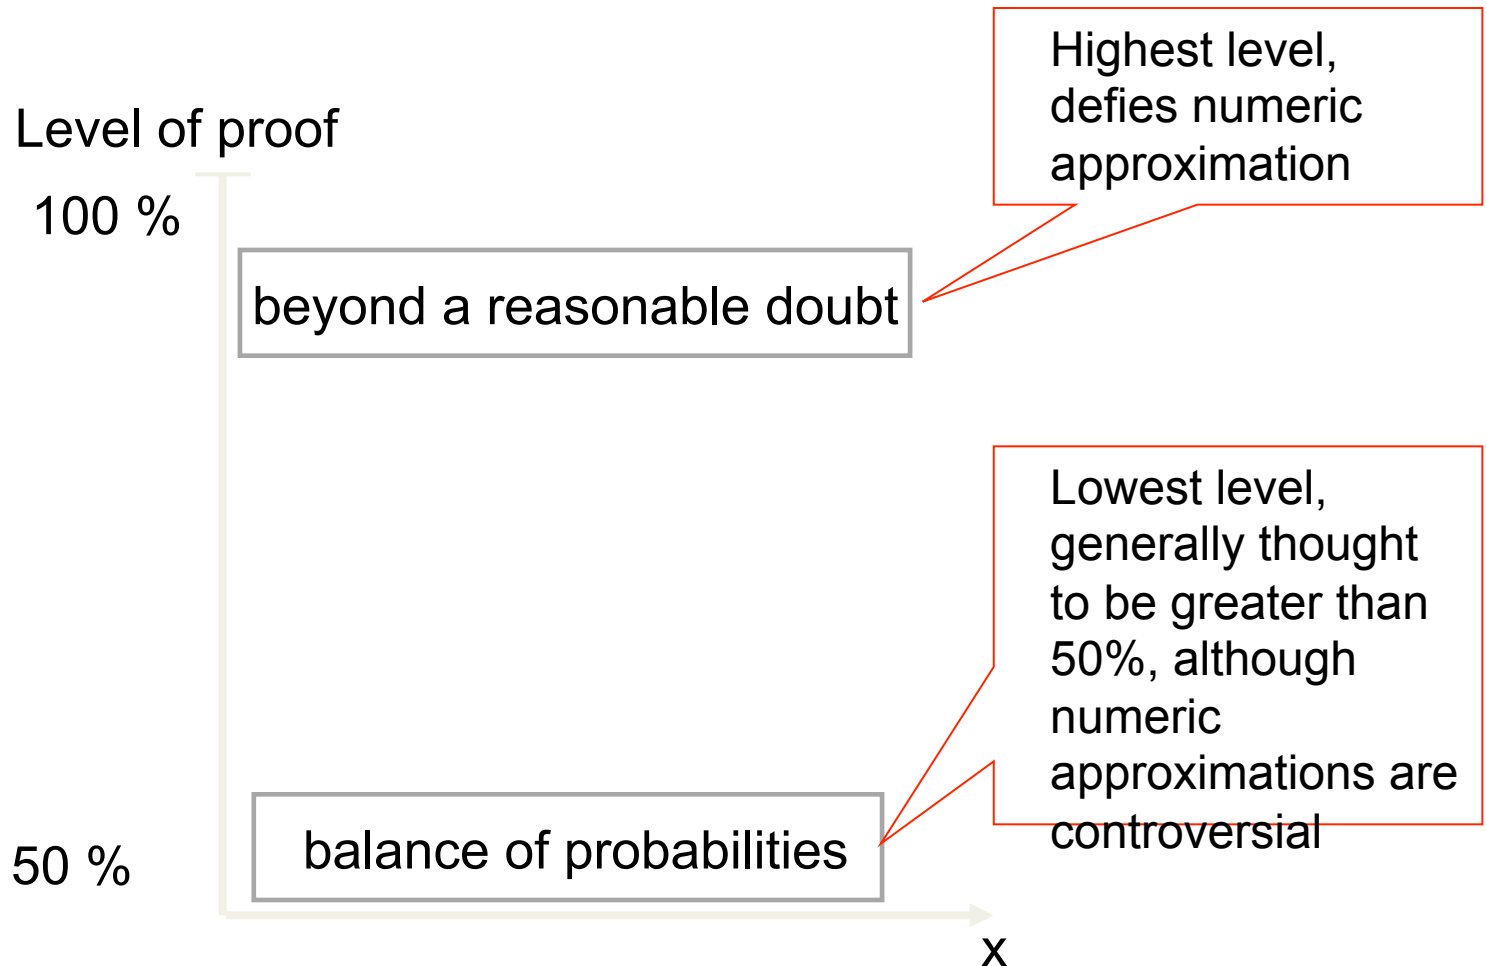 Level of proof
100 %
beyond a reasonable doubt
Highest level,
defies numeric
approximation
Lowest level,
generally thought
to be greater than
50%, although
numeric
approximations are
controversial
balance of probabilities
50 %
x